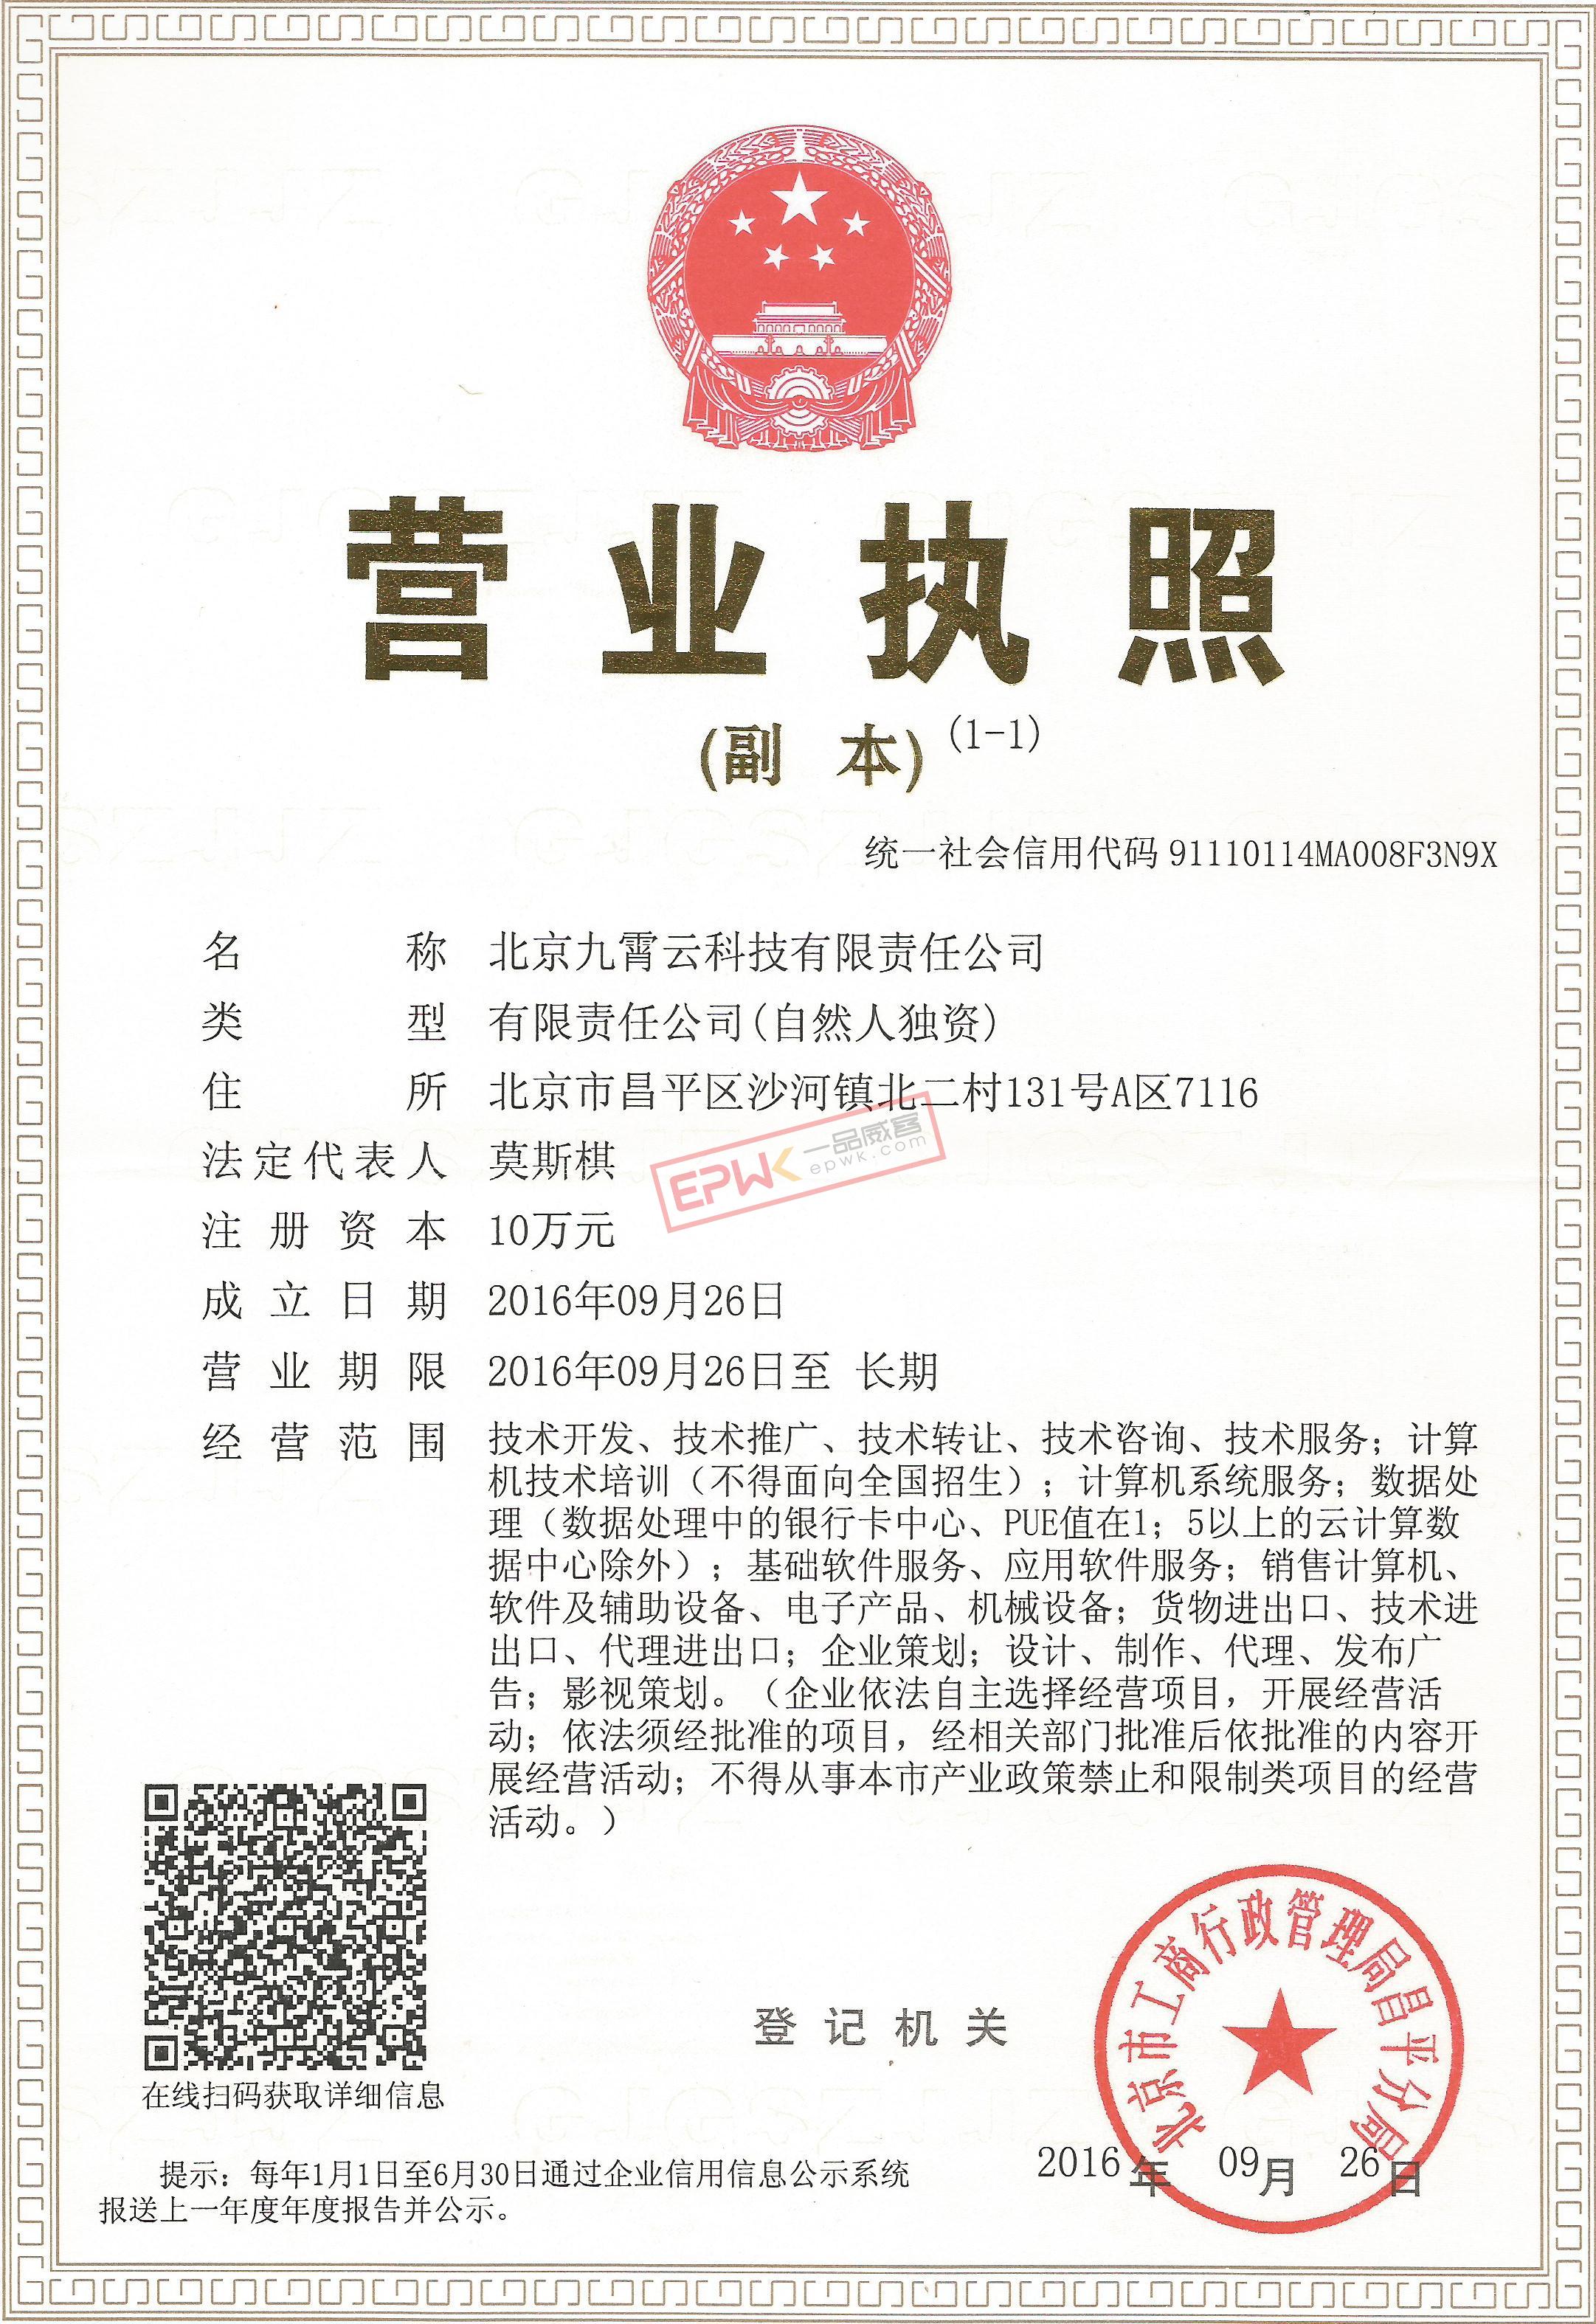 营业执照
(副 本) (1-1)
统一社会信用代码 91110114MA008F3N9X
名 称 北京九霄云科技有限责任公司
类 型 有限责任公司(自然人独资)
住 所 北京市昌平区沙河镇北二村131号A区7116
法定代表人 莫斯棋
EPWK 一品威客
epwk.com
注册资本 10万元
成立日期 2016年09月26日
营业期限 2016年09月26日至 长期
经营范围 技术开发、技术推广、技术转让、技术咨询、技术服务；计算
机技术培训（不得面向全国招生）；计算机系统服务；数据处
理（数据处理中的银行卡中心、PUE值在1；5以上的云计算数
据中心除外）；基础软件服务、应用软件服务；销售计算机、
软件及辅助设备、电子产品、机械设备；货物进出口、技术进
出口、代理进出口；企业策划；设计、制作、代理、发布广
告；影视策划。（企业依法自主选择经营项目，开展经营活
动；依法须经批准的项目，经相关部门批准后依批准的内容开
展经营活动；不得从事本市产业政策禁止和限制类项目的经营
活动。）
在线扫码获取详细信息
登记机关
北京市工商行政管理局昌平分局
2016年 09月 26日
提示：每年1月1日至6月30日通过企业信用信息公示系统
报送上一年度年度报告并公示。